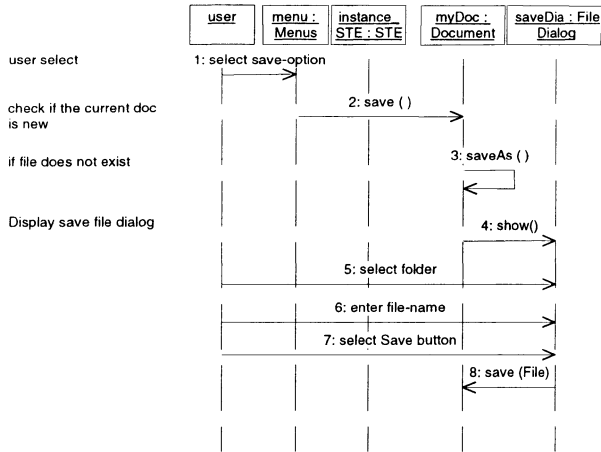 user
menu :
Menus
instance_
STE : STE
myDoc :
Document
saveDia : File
Dialog
user select
1: select save-option
check if the current doc
is new
2: save ( )
if file does not exist
3: saveAs ( )
Display save file dialog
4: show()
5: select folder
6: enter file-name
7: select Save button
8: save (File)